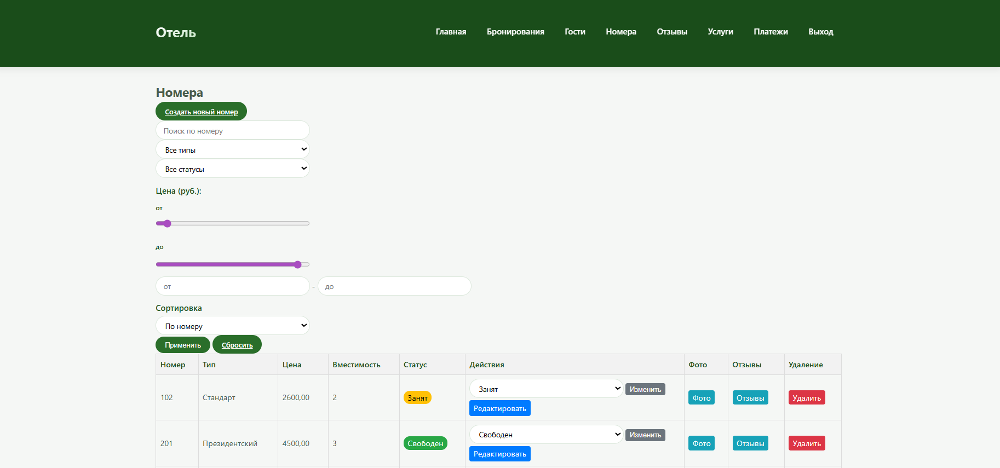 Отель
Главная Бронирования Гости Номера Отзывы Услуги Платежи Выход
Номера
Создать новый номер
Поиск по номеру
Все типы
Все статусы
Цена (руб.):
от
до
от - до
Сортировка
По номеру
Применить Сбросить
Номер Тип Цена Вместимость Статус Действия Фото Отзывы Удаление
102 Стандарт 2600,00 2 Занят Занят Изменить Фото Отзывы Удалить
Редактировать
201 Президентский 4500,00 3 Свободен Свободен Изменить Фото Отзывы Удалить
Редактировать